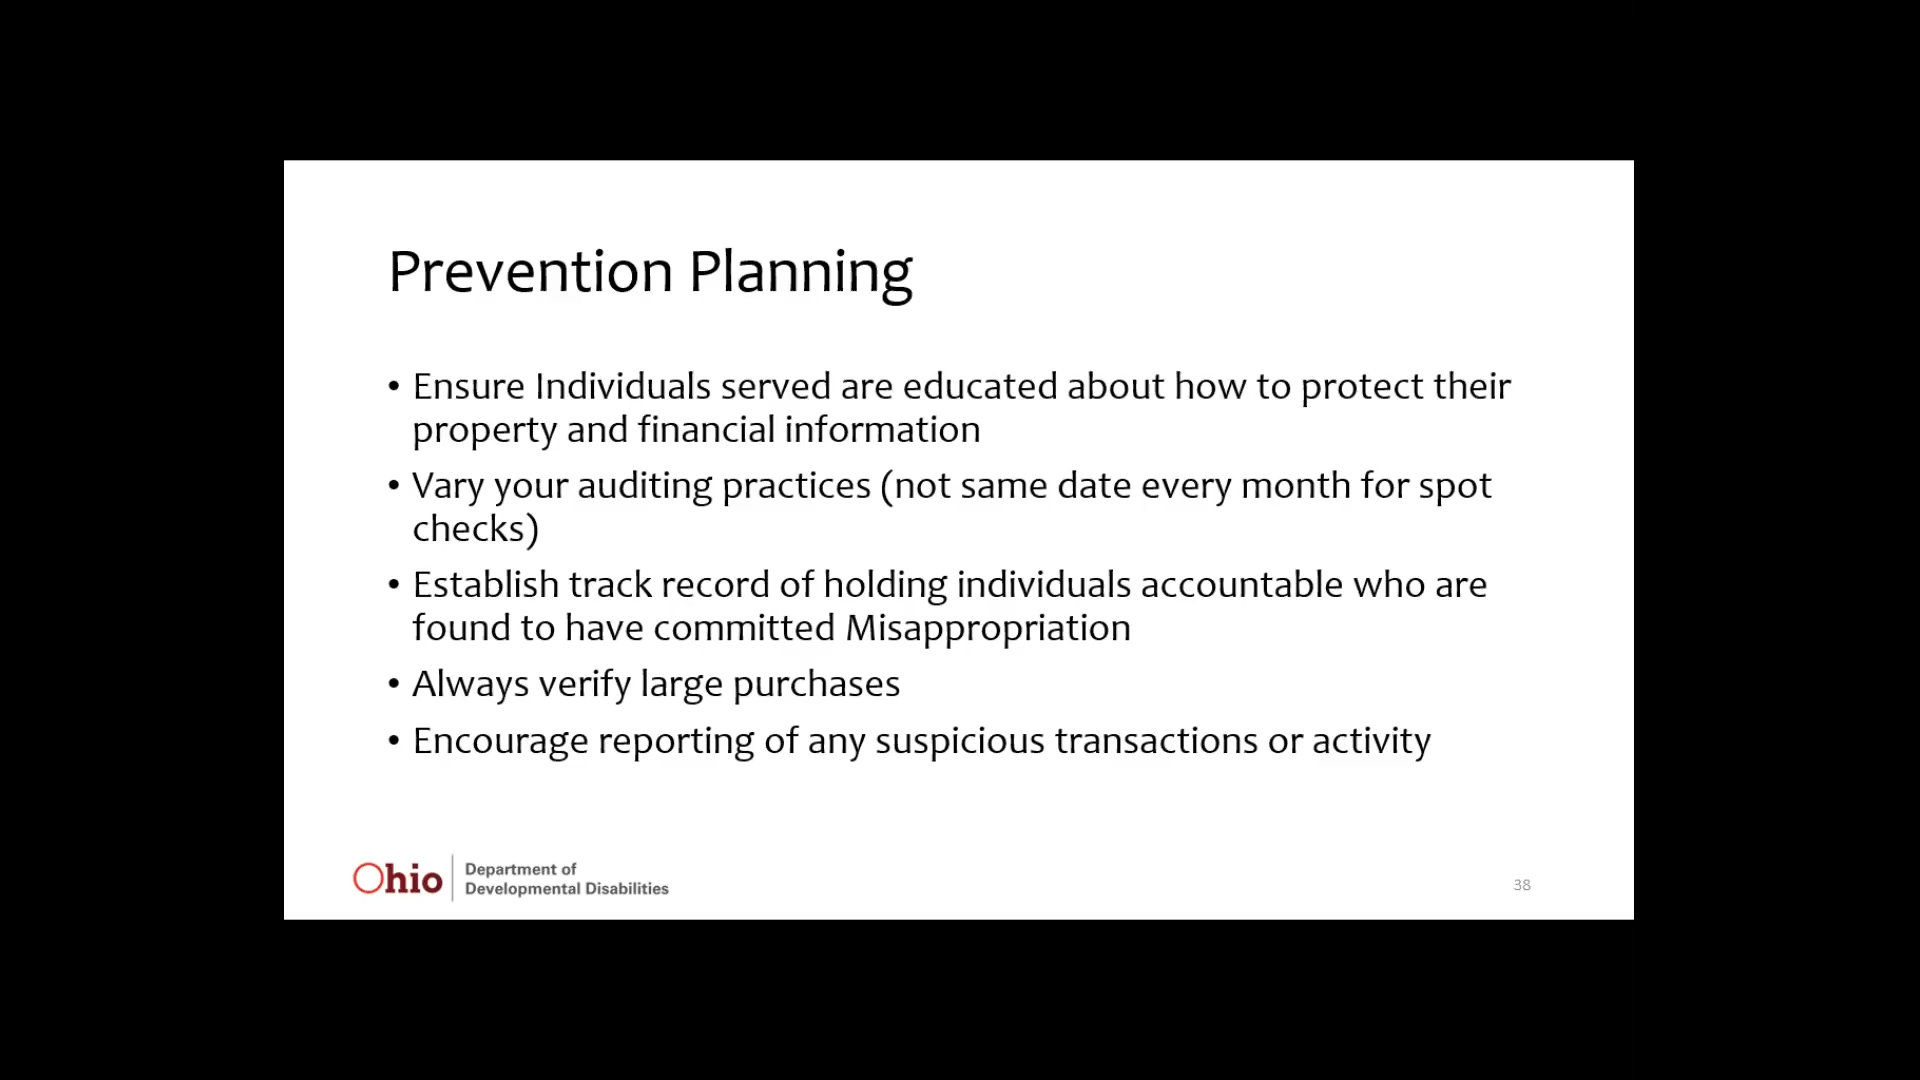 Prevention Planning
• Ensure Individuals served are educated about how to protect their
property and financial information
• Vary your auditing practices (not same date every month for spot
checks)
• Establish track record of holding individuals accountable who are
found to have committed Misappropriation
• Always verify large purchases
• Encourage reporting of any suspicious transactions or activity
Ohio
Department of
Developmental Disabilities
38